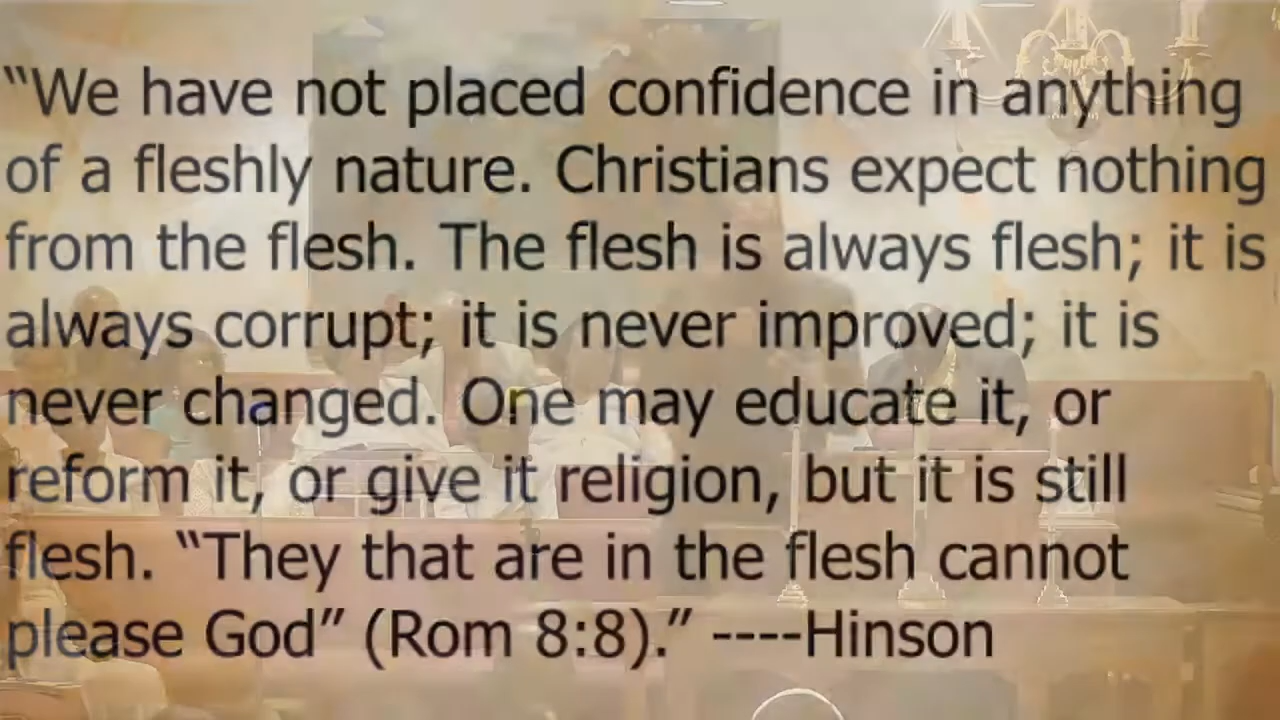 “We have not placed confidence in anything
of a fleshly nature. Christians expect nothing
from the flesh. The flesh is always flesh; it is
always corrupt; it is never improved; it is
never changed. One may educate it, or
reform it, or give it religion, but it is still
flesh. “They that are in the flesh cannot
please God” (Rom 8:8).” ----Hinson